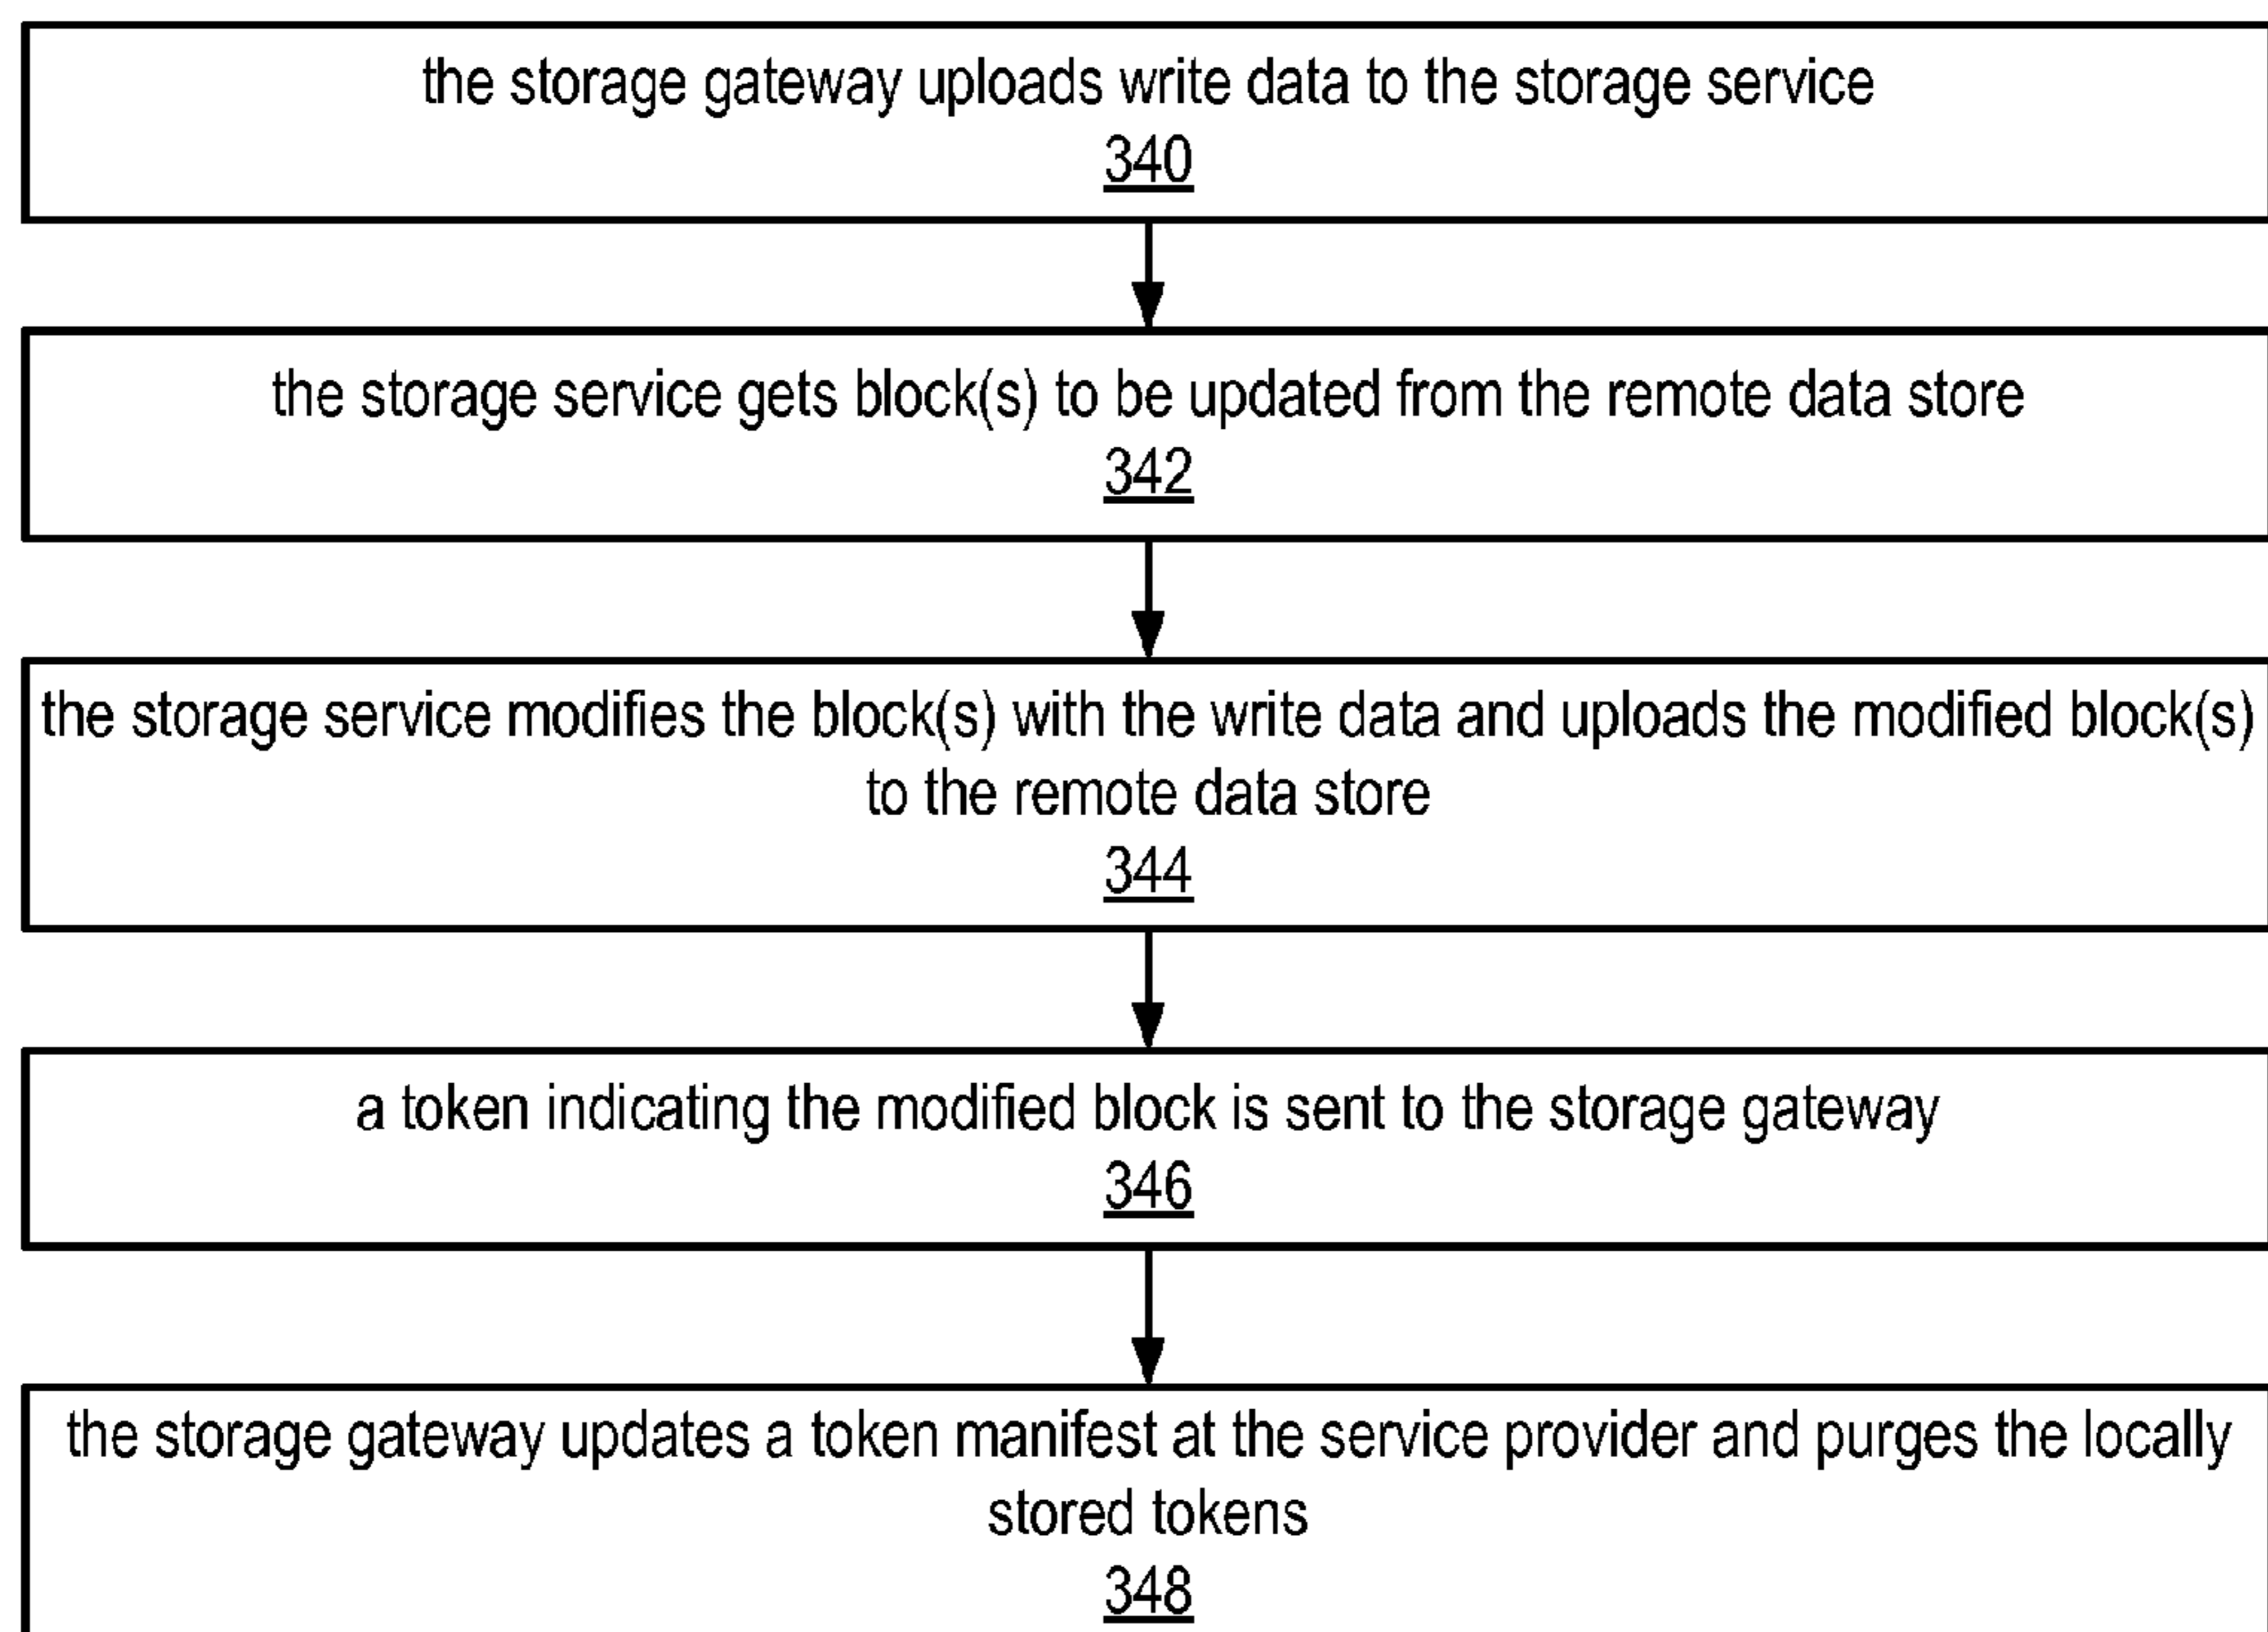 the storage gateway uploads write data to the storage service
340
the storage service gets block(s) to be updated from the remote data store
342
the storage service modifies the block(s) with the write data and uploads the modified block(s)
to the remote data store
344
a token indicating the modified block is sent to the storage gateway
346
the storage gateway updates a token manifest at the service provider and purges the locally
stored tokens
348